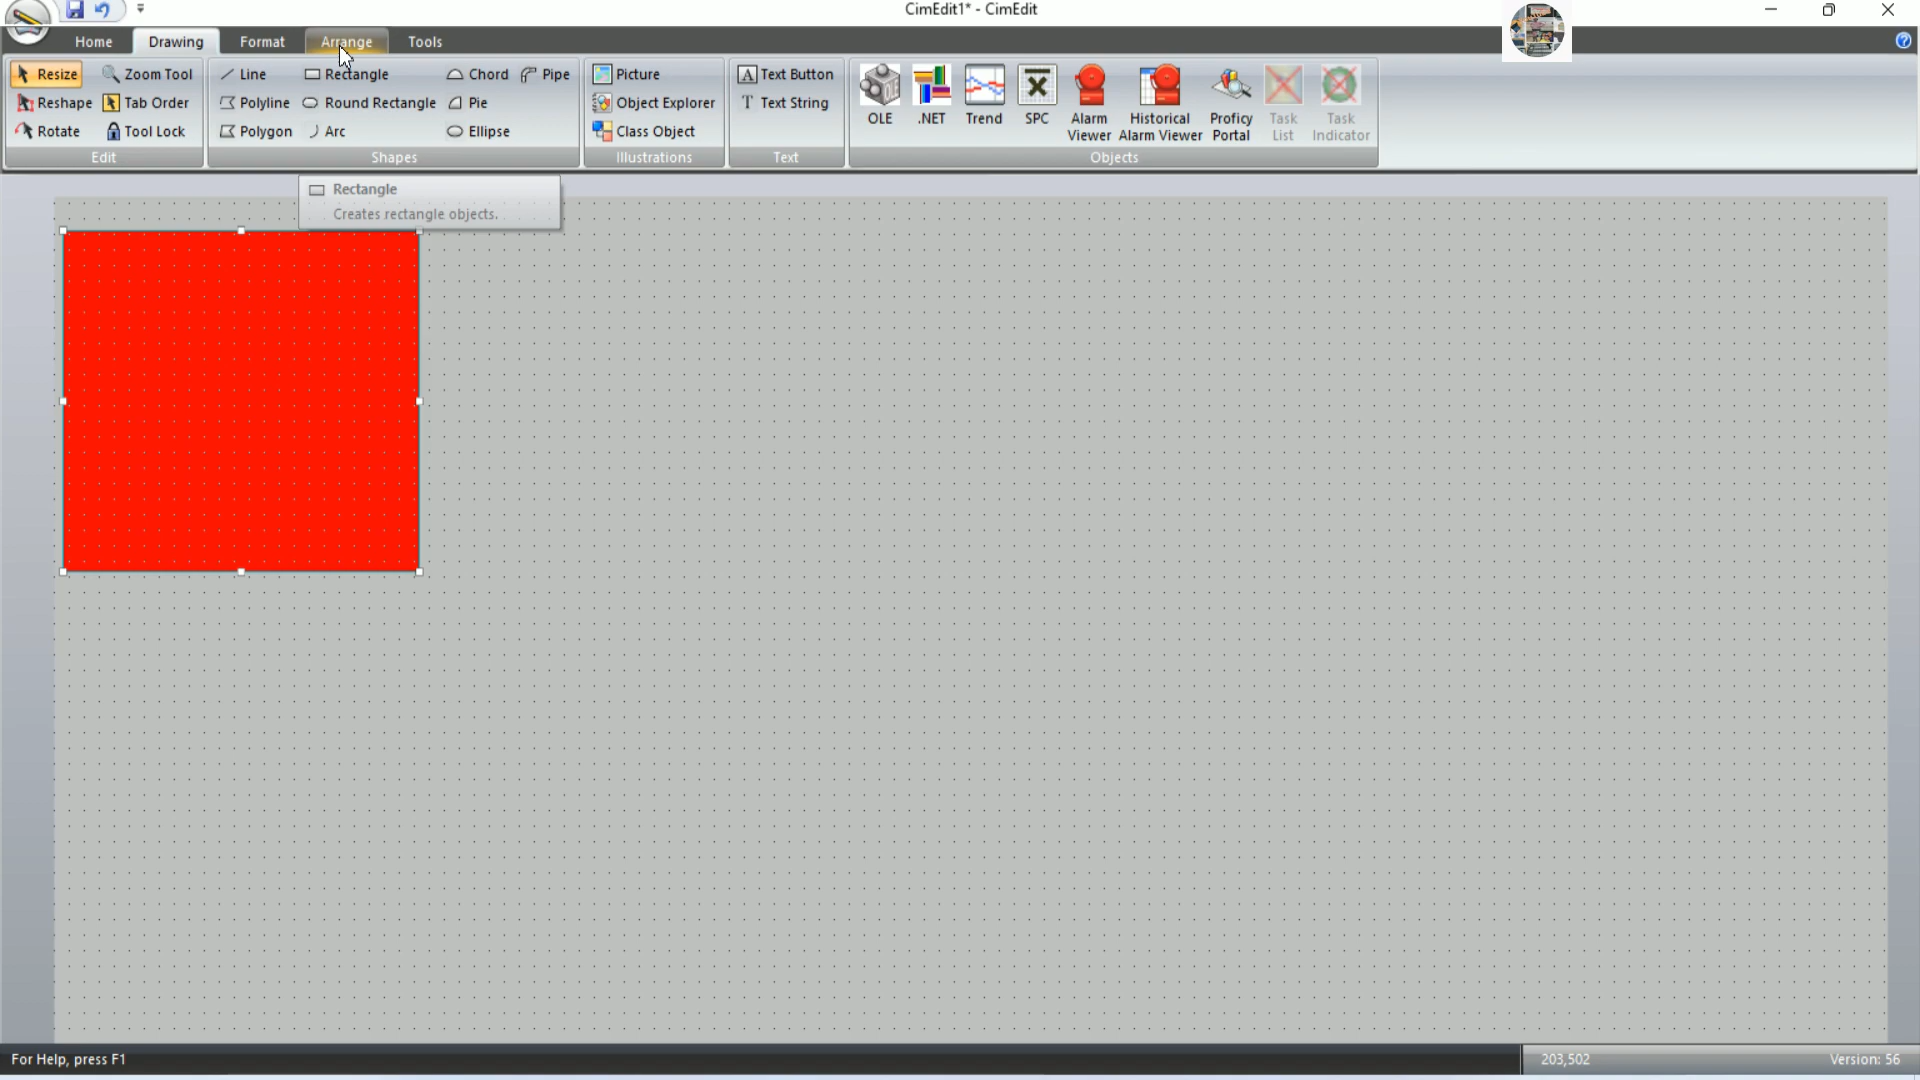 CimEdit1* - CimEdit
Home Drawing Format Arrange Tools
Resize Zoom Tool
Reshape Tab Order
Rotate Tool Lock
Edit
Line Rectangle Chord Pipe
Polyline Round Rectangle Pie
Polygon Arc Ellipse
Shapes
Picture
Object Explorer
Class Object
Illustrations
A Text Button
T Text String
Text
OLE
.NET
Trend
SPC
Alarm
Viewer
Historical
Alarm Viewer
Proficy
Portal
Task
List
Task
Indicator
Objects
Rectangle
Creates rectangle objects.
For Help, press F1
203,502
Version: 56